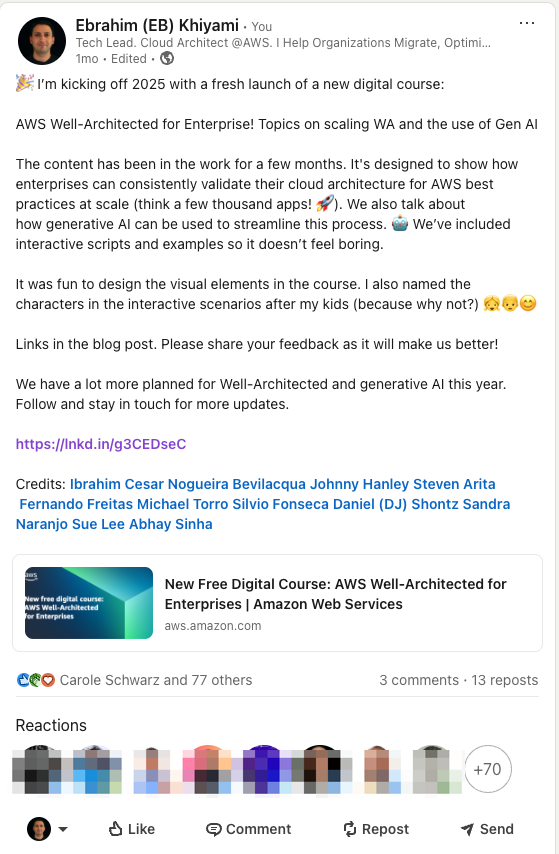 Ebrahim (EB) Khiyami · You
Tech Lead. Cloud Architect @AWS. I Help Organizations Migrate, Optimi...
1mo · Edited ·
🎉 I'm kicking off 2025 with a fresh launch of a new digital course:
AWS Well-Architected for Enterprise! Topics on scaling WA and the use of Gen AI
The content has been in the work for a few months. It's designed to show how
enterprises can consistently validate their cloud architecture for AWS best
practices at scale (think a few thousand apps! 🚀). We also talk about
how generative AI can be used to streamline this process. 🤖 We've included
interactive scripts and examples so it doesn't feel boring.
It was fun to design the visual elements in the course. I also named the
characters in the interactive scenarios after my kids (because why not?) 👧👦😊
Links in the blog post. Please share your feedback as it will make us better!
We have a lot more planned for Well-Architected and generative AI this year.
Follow and stay in touch for more updates.
https://lnkd.in/g3CEDseC
Credits: Ibrahim Cesar Nogueira Bevilacqua Johnny Hanley Steven Arita
Fernando Freitas Michael Torro Silvio Fonseca Daniel (DJ) Shontz Sandra
Naranjo Sue Lee Abhay Sinha
aws
New free digital course:
AWS Well-Architected
for Enterprises
New Free Digital Course: AWS Well-Architected for
Enterprises | Amazon Web Services
aws.amazon.com
Carole Schwarz and 77 others
3 comments · 13 reposts
Reactions
+70
Like
Comment
Repost
Send